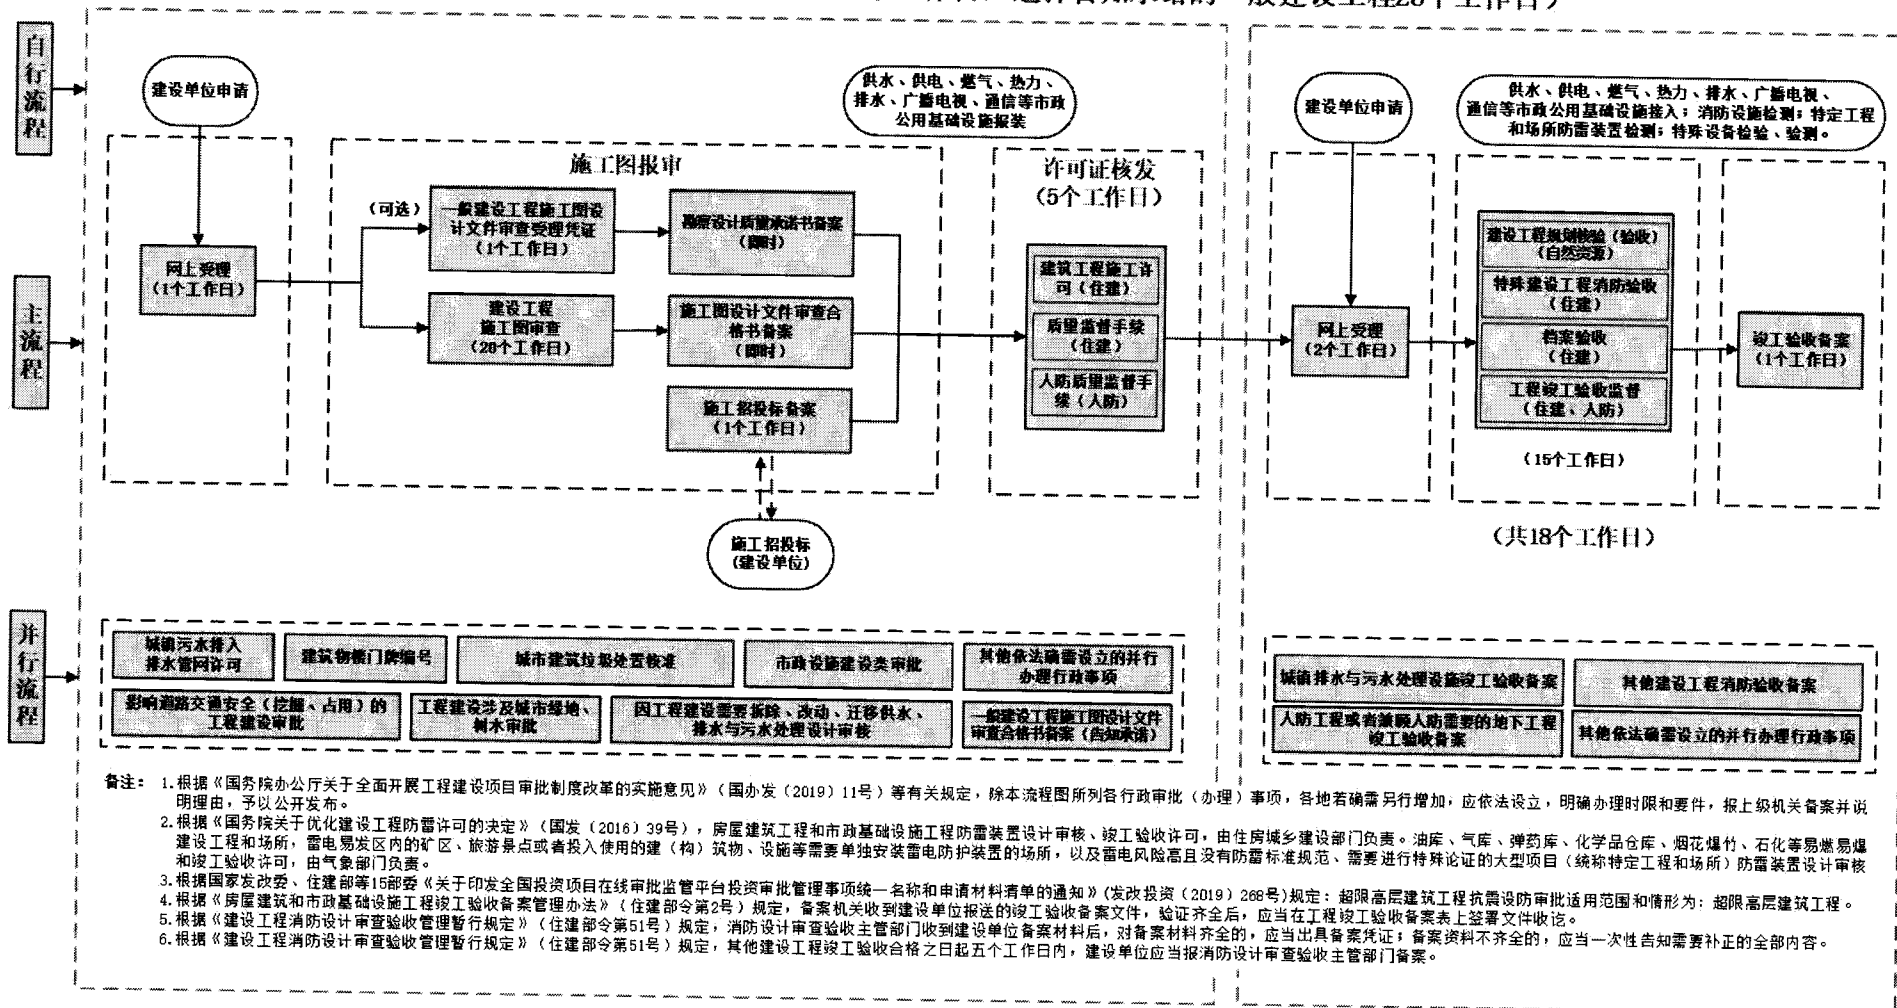 选择告知承诺的一般建设工程
个工作日）
自行流程
建设单位申请
供水、供电、燃气、热力、
排水、广播电视、通信等市政
公用基础设施报装
建设单位申请
供水、供电、燃气、热力、排水、广播电视、
通信等市政公用基础设施接入；消防设施检测；特定工程
和场所防雷装置检测；特殊设备检验、验测。
主流程
网上受理
（1个工作日）
施工图报审
（可选）
一般建设工程施工图设
计文件审查受理凭证
（1个工作日）
勘察设计质量承诺书备案
（即时）
建设工程
施工图审查
（20个工作日）
施工图设计文件审查合
格书备案
（即时）
施工招投标备案
（1个工作日）
施工招投标
(建设单位)
许可证核发
（5个工作日）
建筑工程施工许
可（住建）
质量监督手续
（住建）
人防质量监督手
续（人防）
网上受理
（2个工作日）
建设工程规划核验（验收）
（自然资源）
特殊建设工程消防验收
（住建）
档案验收
（住建）
工程竣工验收监督
（住建、人防）
（15个工作日）
竣工验收备案
（1个工作日）
（共18个工作日）
并行流程
城镇污水排入
排水管网许可
建筑物楼门牌编号
城市建筑垃圾处置核准
市政设施建设类审批
其他依法确需设立的并行
办理行政事项
影响道路交通安全（挖掘、占用）的
工程建设审批
工程建设涉及城市绿地、
树木审批
因工程建设需要拆除、改动、迁移供水、
排水与污水处理设计审核
一般建设工程施工图设计文件
审查合格书备案（告知承诺）
城镇排水与污水处理设施竣工验收备案
其他建设工程消防验收备案
人防工程或者兼顾人防需要的地下工程
竣工验收备案
其他依法确需设立的并行办理行政事项
备注： 1.根据《国务院办公厅关于全面开展工程建设项目审批制度改革的实施意见》（国办发（2019）11号）等有关规定，除本流程图所列各行政审批（办理）事项，各地若确需另行增加，应依法设立，明确办理时限和要件，报上级机关备案并说
明理由，予以公开发布。
2.根据《国务院关于优化建设工程防雷许可的决定》（国发（2016）39号），房屋建筑工程和市政基础设施工程防雷装置设计审核、竣工验收许可，由住房城乡建设部门负责。油库、气库、弹药库、化学品仓库、烟花爆竹、石化等易燃易爆
建设工程和场所，雷电易发区内的矿区、旅游景点或者投入使用的建（构）筑物、设施等需要单独安装雷电防护装置的场所，以及雷电风险高且没有防雷标准规范、需要进行特殊论证的大型项目（统称特定工程和场所）防雷装置设计审核
和竣工验收许可，由气象部门负责。
3.根据国家发改委、住建部等15部委《关于印发全国投资项目在线审批监管平台投资审批管理事项统一名称和申请材料清单的通知》(发改投资（2019）268号)规定：超限高层建筑工程抗震设防审批适用范围和情形为：超限高层建筑工程。
4.根据《房屋建筑和市政基础设施工程竣工验收备案管理办法》（住建部令第2号）规定，备案机关收到建设单位报送的竣工验收备案文件，验证齐全后，应当在工程竣工验收备案表上签署文件收讫。
5.根据《建设工程消防设计审查验收管理暂行规定》（住建部令第51号）规定，消防设计审查验收主管部门收到建设单位备案材料后，对备案材料齐全的，应当出具备案凭证；备案资料不齐全的，应当一次性告知需要补正的全部内容。
6.根据《建设工程消防设计审查验收管理暂行规定》（住建部令第51号）规定，其他建设工程竣工验收合格之日起五个工作日内，建设单位应当报消防设计审查验收主管部门备案。